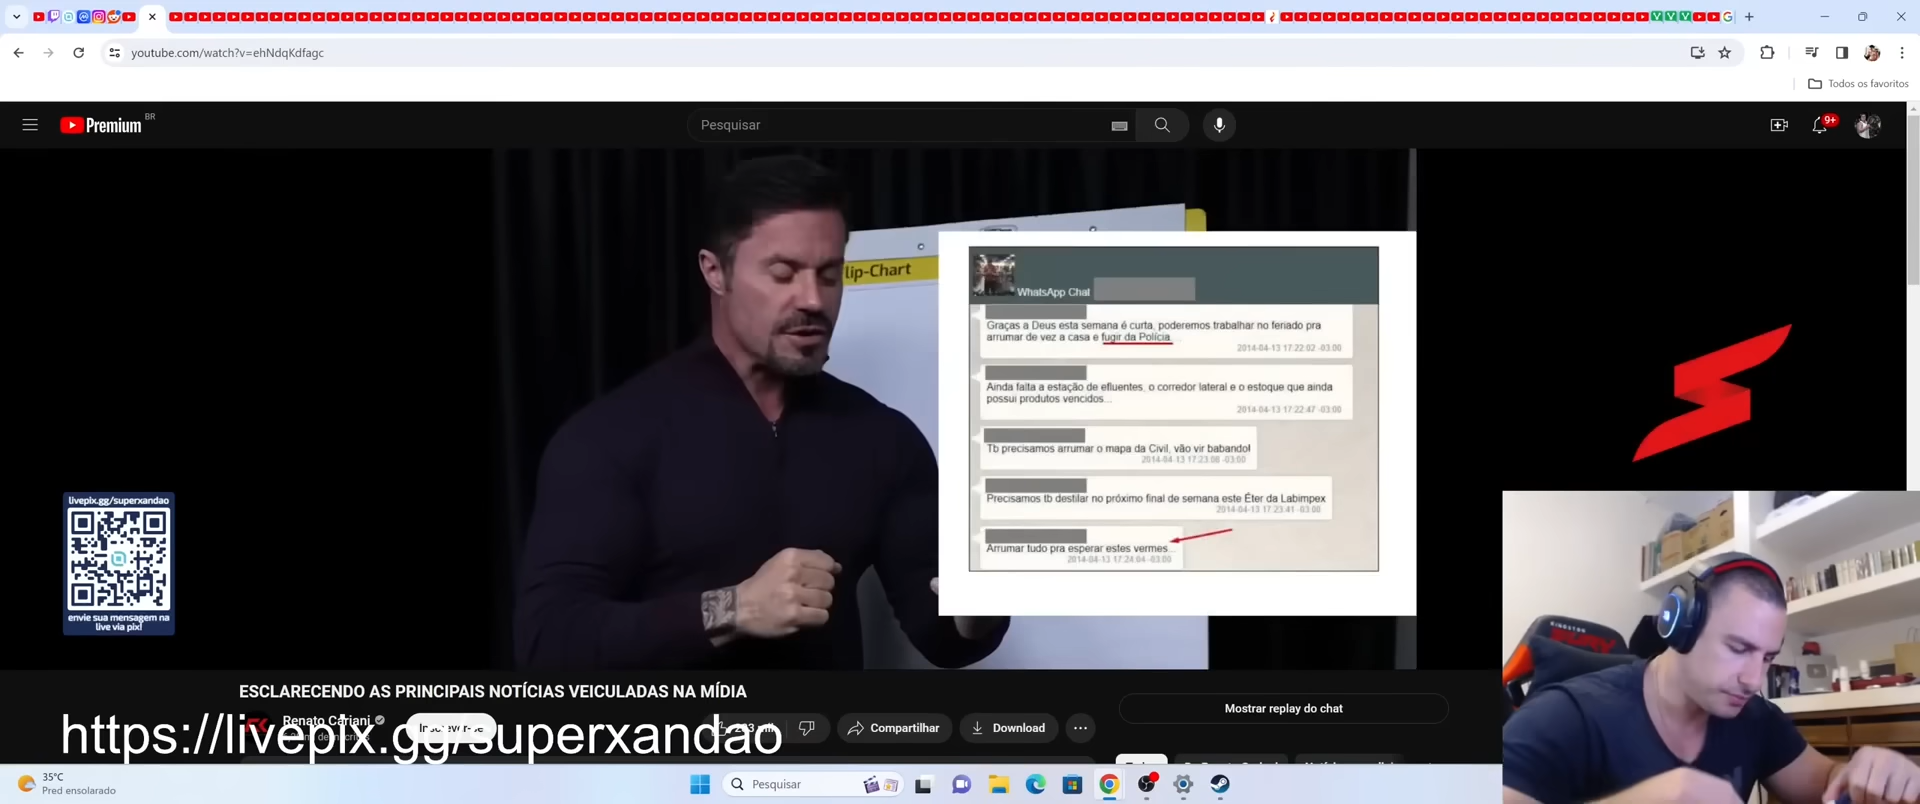 youtube.com/watch?v=ehNdqKdfagc
Todos os favoritos
Premium BR
Pesquisar
9+
lip-Chart
WhatsApp Chat
Graças a Deus esta semana é curta, poderemos trabalhar no feriado pra
arrumar de vez a casa e fugir da Polícia...
2014-04-13 17:22:02 -03:00
Ainda falta a estação de efluentes, o corredor lateral e o estoque que ainda
possui produtos vencidos...
2014-04-13 17:22:47 -03:00
Tb precisamos arrumar o mapa da Civil, vão vir babando!
2014-04-13 17:23:08 -03:00
Precisamos tb destilar no próximo final de semana este Éter da Labimpex
2014-04-13 17:23:41 -03:00
Arrumar tudo pra esperar estes vermes...
2014-04-13 17:24:04 -03:00
livepix.gg/superxandao
envie sua mensagem na
live via pix!
ESCLARECENDO AS PRINCIPAIS NOTÍCIAS VEICULADAS NA MÍDIA
Renato Cariani
Inscrever-se
Compartilhar
Download
Mostrar replay do chat
https://livepix.gg/superxandao
35°C
Pred ensolarado
Pesquisar